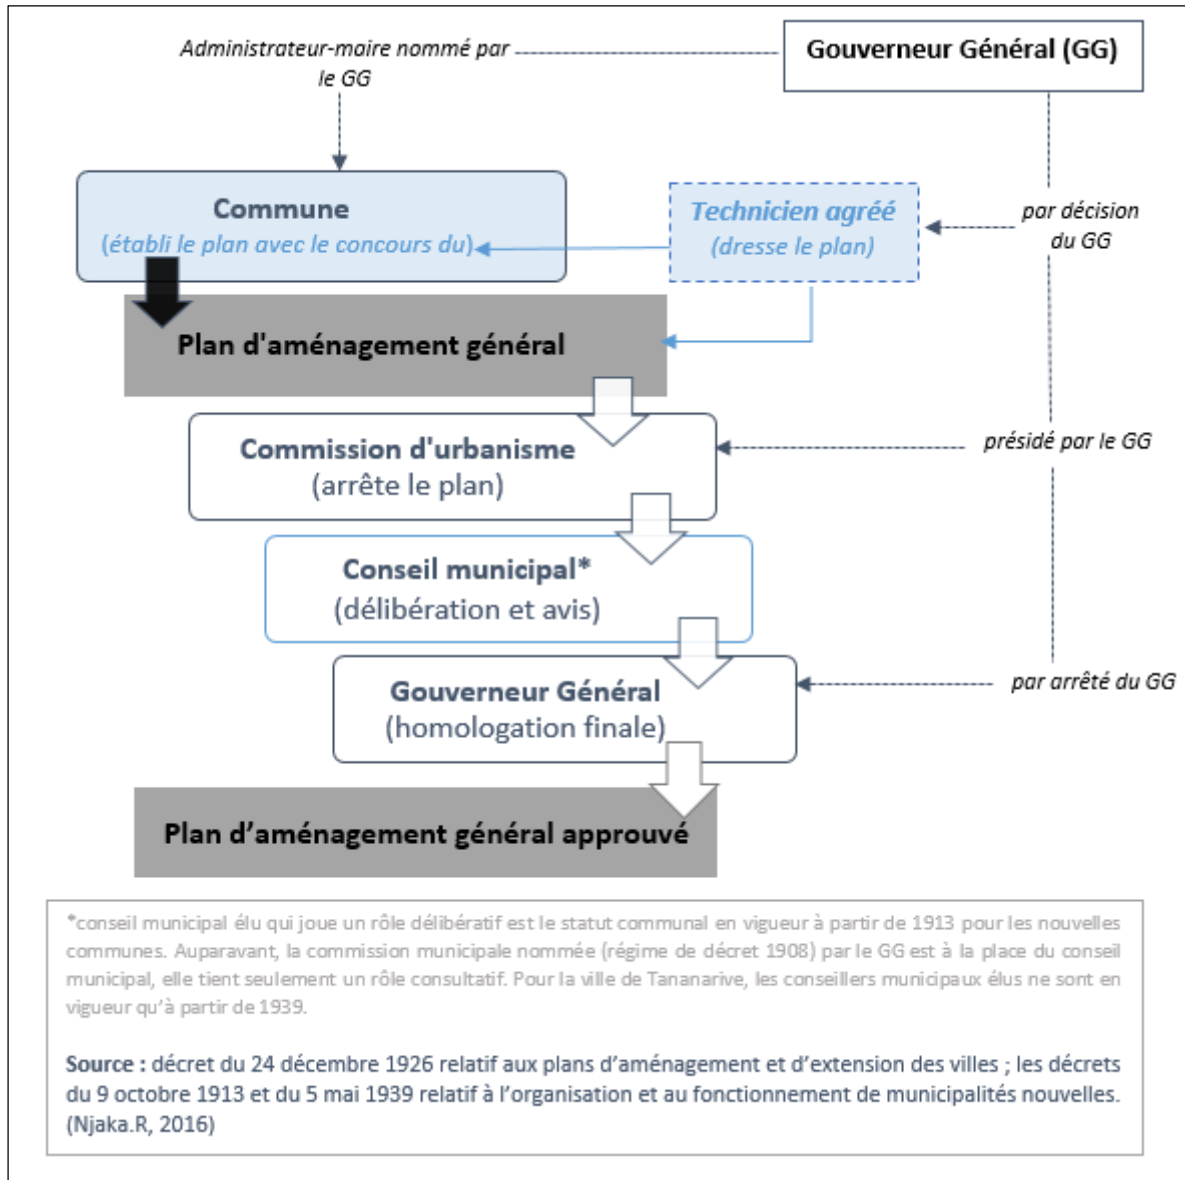 Administrateur-maire nommé par
le GG
Gouverneur Général (GG)
Commune
(établi le plan avec le concours du)
Technicien agréé
(dresse le plan)
par décision
du GG
Plan d'aménagement général
Commission d'urbanisme
(arrête le plan)
présidé par le GG
Conseil municipal*
(délibération et avis)
Gouverneur Général
(homologation finale)
par arrêté du GG
Plan d’aménagement général approuvé
*conseil municipal élu qui joue un rôle délibératif est le statut communal en vigueur à partir de 1913 pour les nouvelles
communes. Auparavant, la commission municipale nommée (régime de décret 1908) par le GG est à la place du conseil
municipal, elle tient seulement un rôle consultatif. Pour la ville de Tananarive, les conseillers municipaux élus ne sont en
vigueur qu’à partir de 1939.
Source : décret du 24 décembre 1926 relatif aux plans d’aménagement et d’extension des villes ; les décrets
du 9 octobre 1913 et du 5 mai 1939 relatif à l’organisation et au fonctionnement de municipalités nouvelles.
(Njaka.R, 2016)